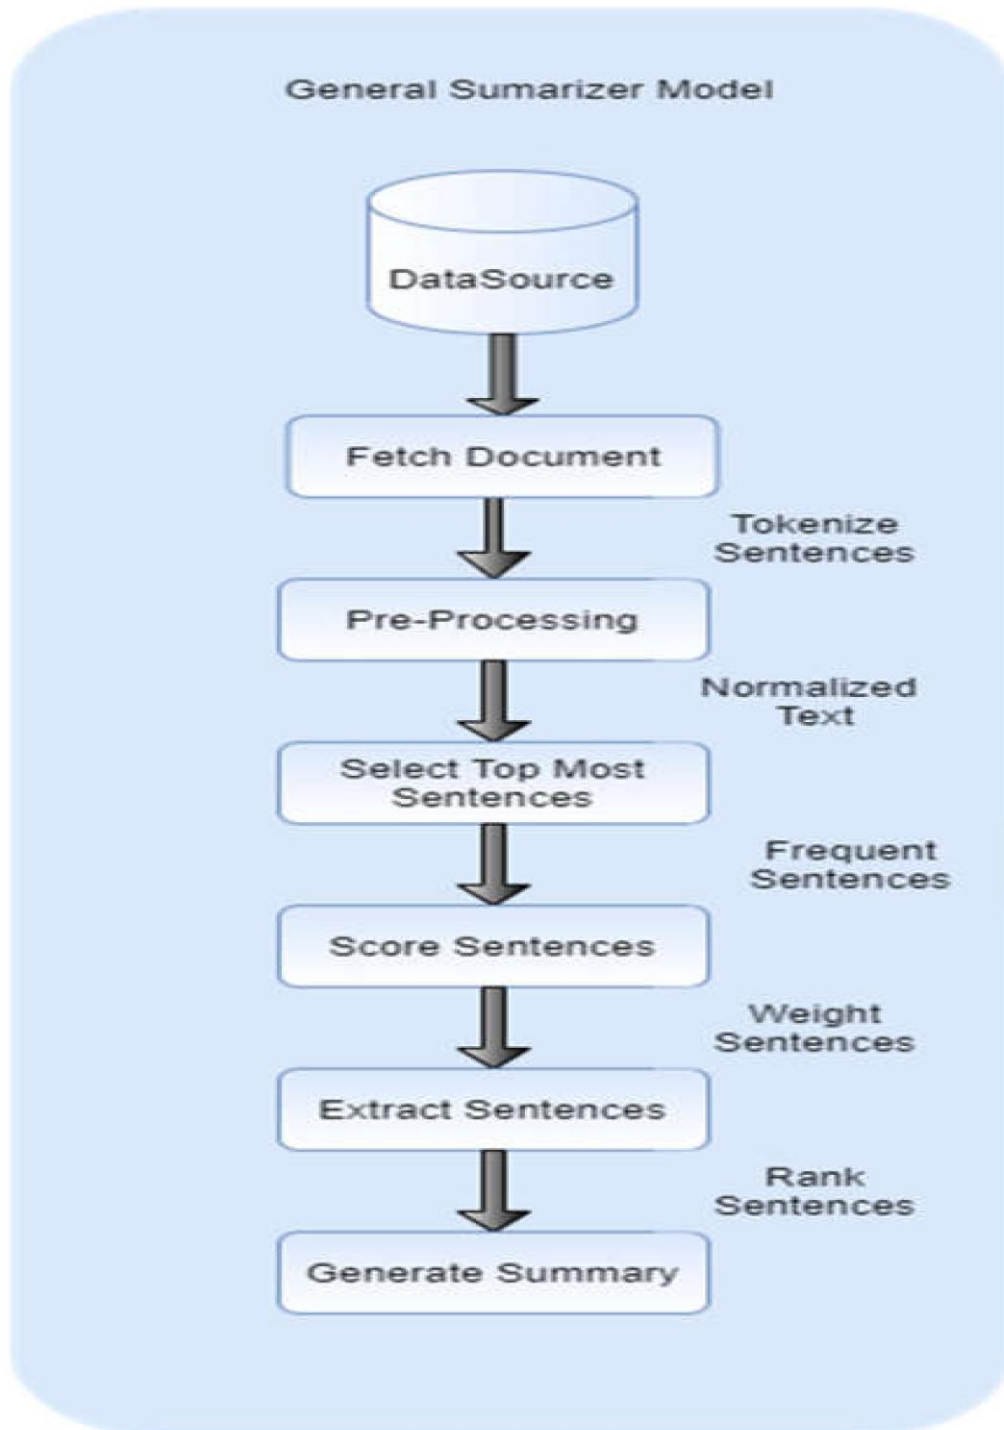 General Sumarizer Model
DataSource
Fetch Document
Tokenize
Sentences
Pre-Processing
Normalized
Text
Select Top Most
Sentences
Frequent
Sentences
Score Sentences
Weight
Sentences
Extract Sentences
Rank
Sentences
Generate Summary